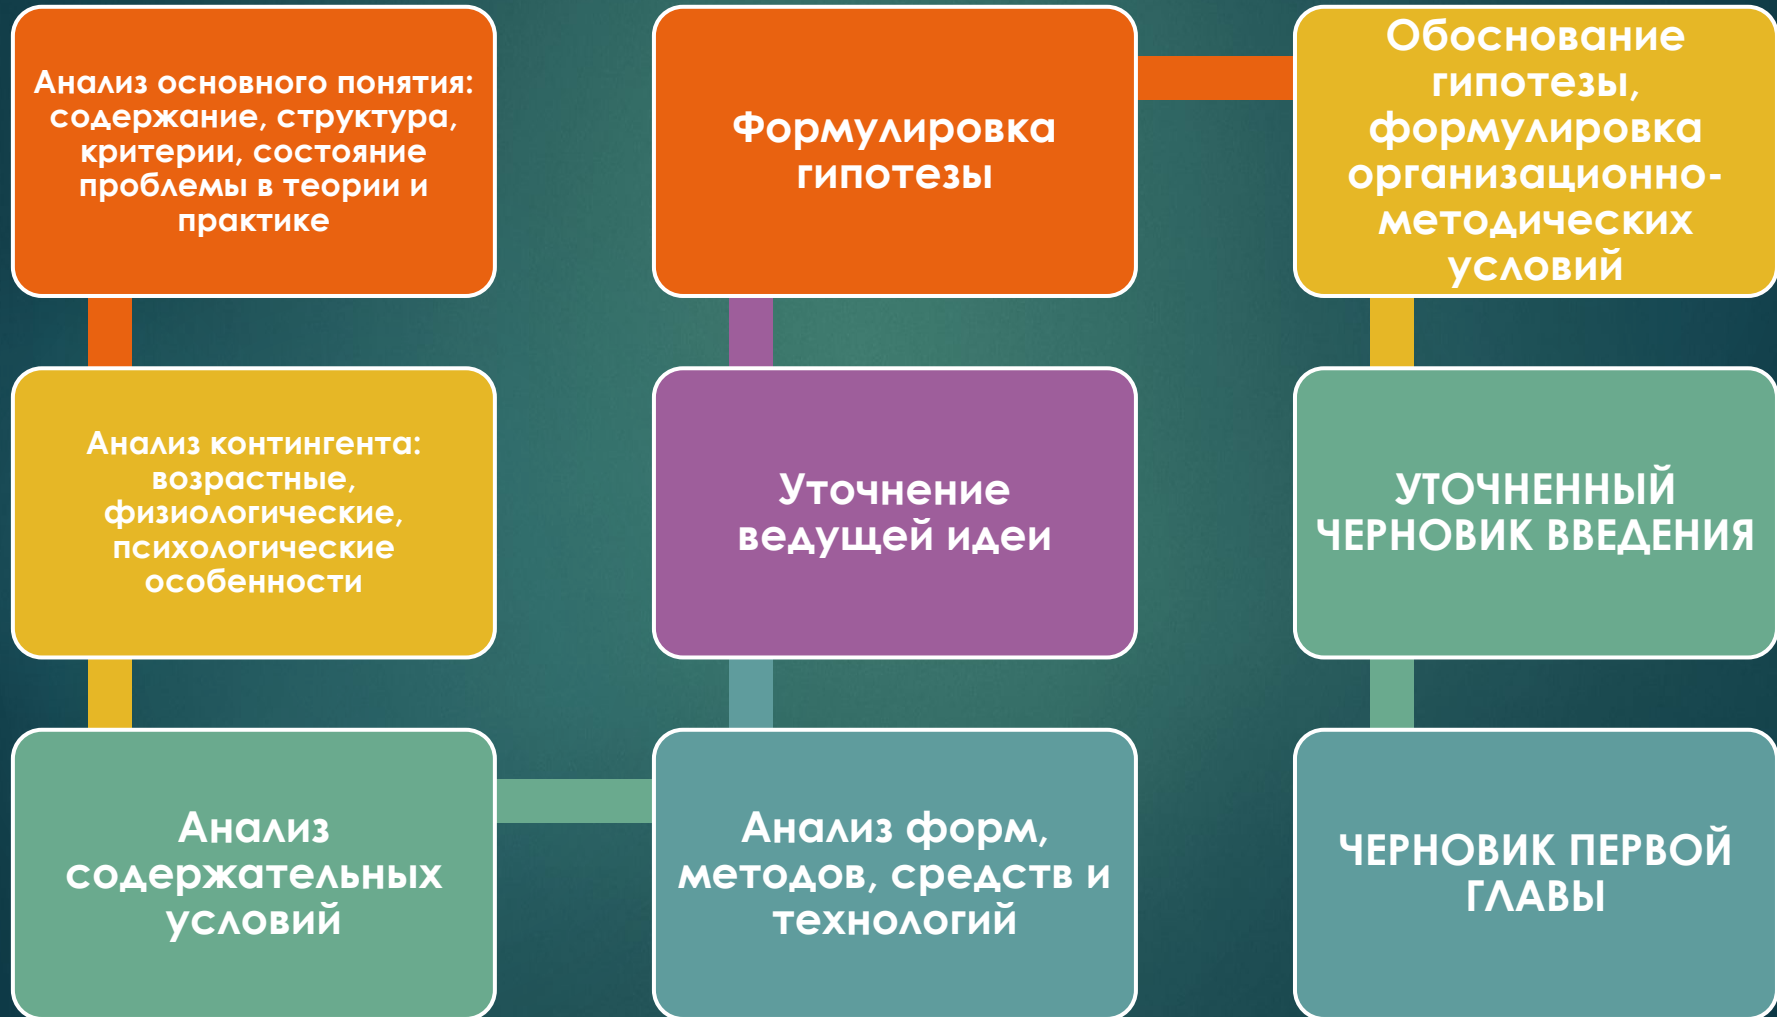 Анализ основного понятия:
содержание, структура,
критерии, состояние
проблемы в теории и
практике
Анализ контингента:
возрастные,
физиологические,
психологические
особенности
Анализ
содержательных
условий
Анализ форм,
методов, средств и
технологий
Уточнение
ведущей идеи
Формулировка
гипотезы
Обоснование
гипотезы,
формулировка
организационно-
методических
условий
УТОЧНЕННЫЙ
ЧЕРНОВИК ВВЕДЕНИЯ
ЧЕРНОВИК ПЕРВОЙ
ГЛАВЫ